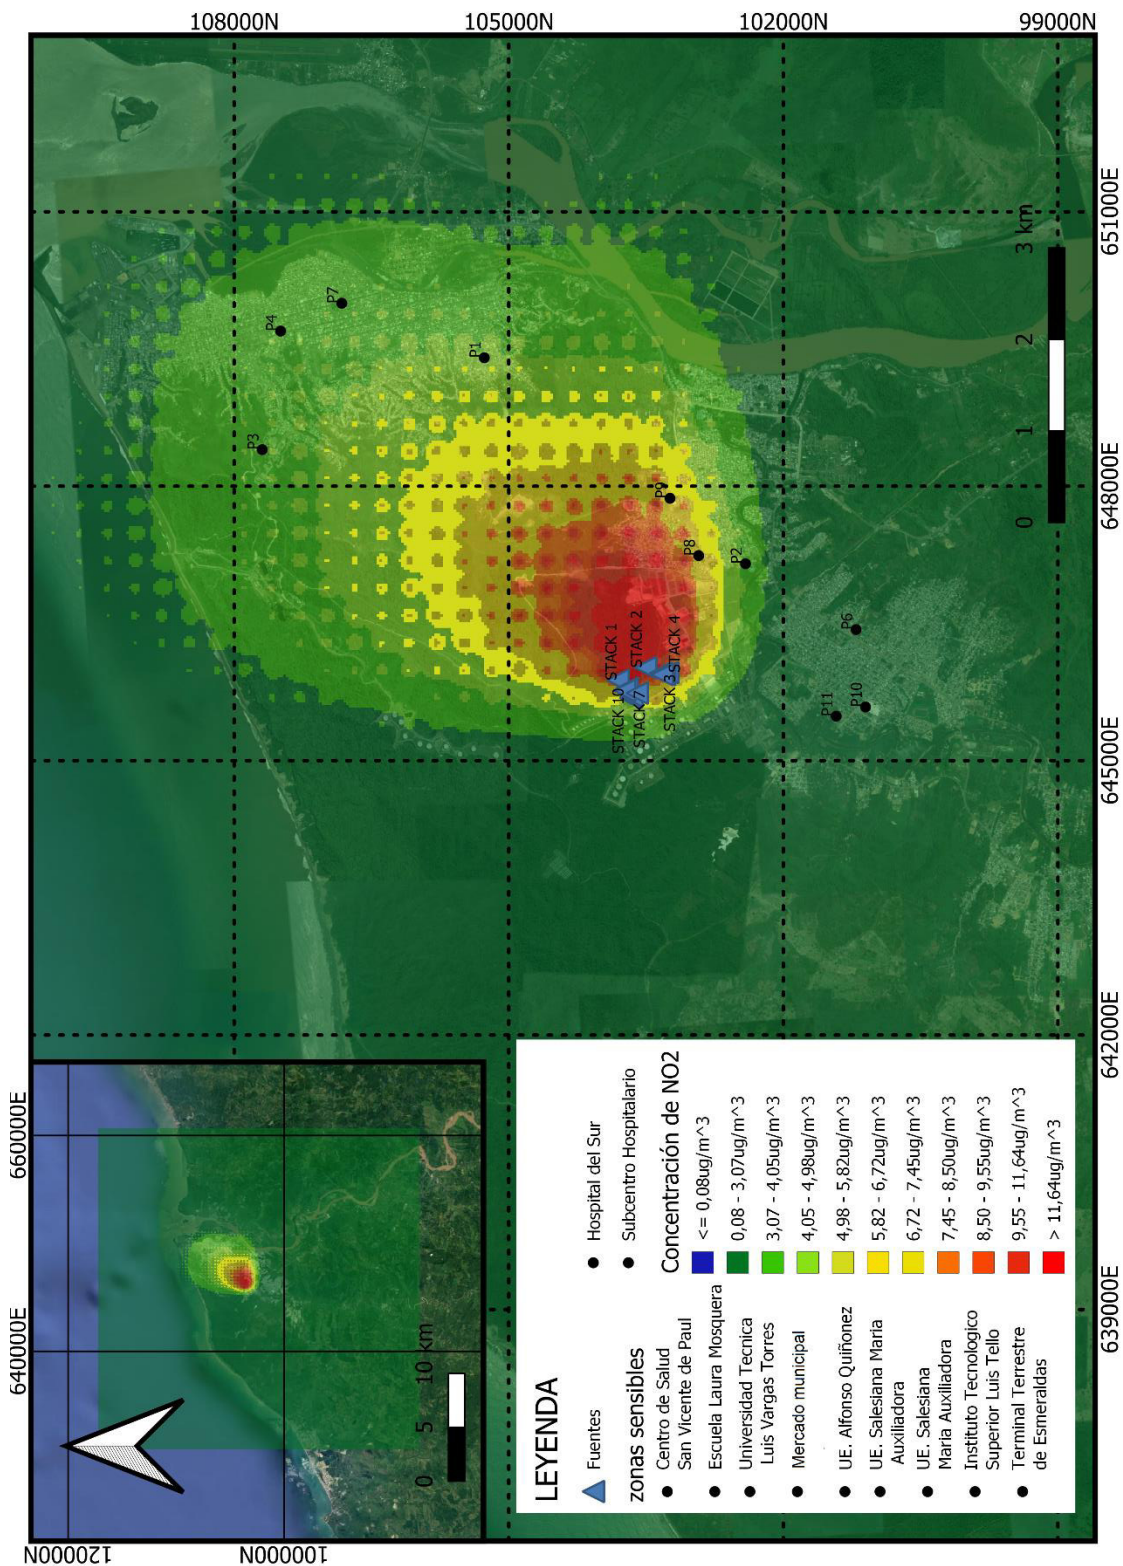 640000E
660000E
120000N
100000N
0
5
10 km
108000N
105000N
102000N
99000N
639000E
642000E
645000E
648000E
651000E
P4
P7
P3
P1
P9
P8
P2
P6
P11
P10
STACK 1
STACK 2
STACK 10
STACK 7
STACK 3
STACK 4
0
1
2
3 km
LEYENDA
Fuentes
zonas sensibles
Centro de Salud
San Vicente de Paul
Escuela Laura Mosquera
Universidad Tecnica
Luis Vargas Torres
Mercado municipal
UE. Alfonso Quiñonez
UE. Salesiana Maria
Auxiliadora
UE. Salesiana
Maria Auxiliadora
Instituto Tecnologico
Superior Luis Tello
Terminal Terrestre
de Esmeraldas
Hospital del Sur
Subcentro Hospitalario
Concentración de NO2
<= 0,08ug/m^3
0,08 - 3,07ug/m^3
3,07 - 4,05ug/m^3
4,05 - 4,98ug/m^3
4,98 - 5,82ug/m^3
5,82 - 6,72ug/m^3
6,72 - 7,45ug/m^3
7,45 - 8,50ug/m^3
8,50 - 9,55ug/m^3
9,55 - 11,64ug/m^3
> 11,64ug/m^3